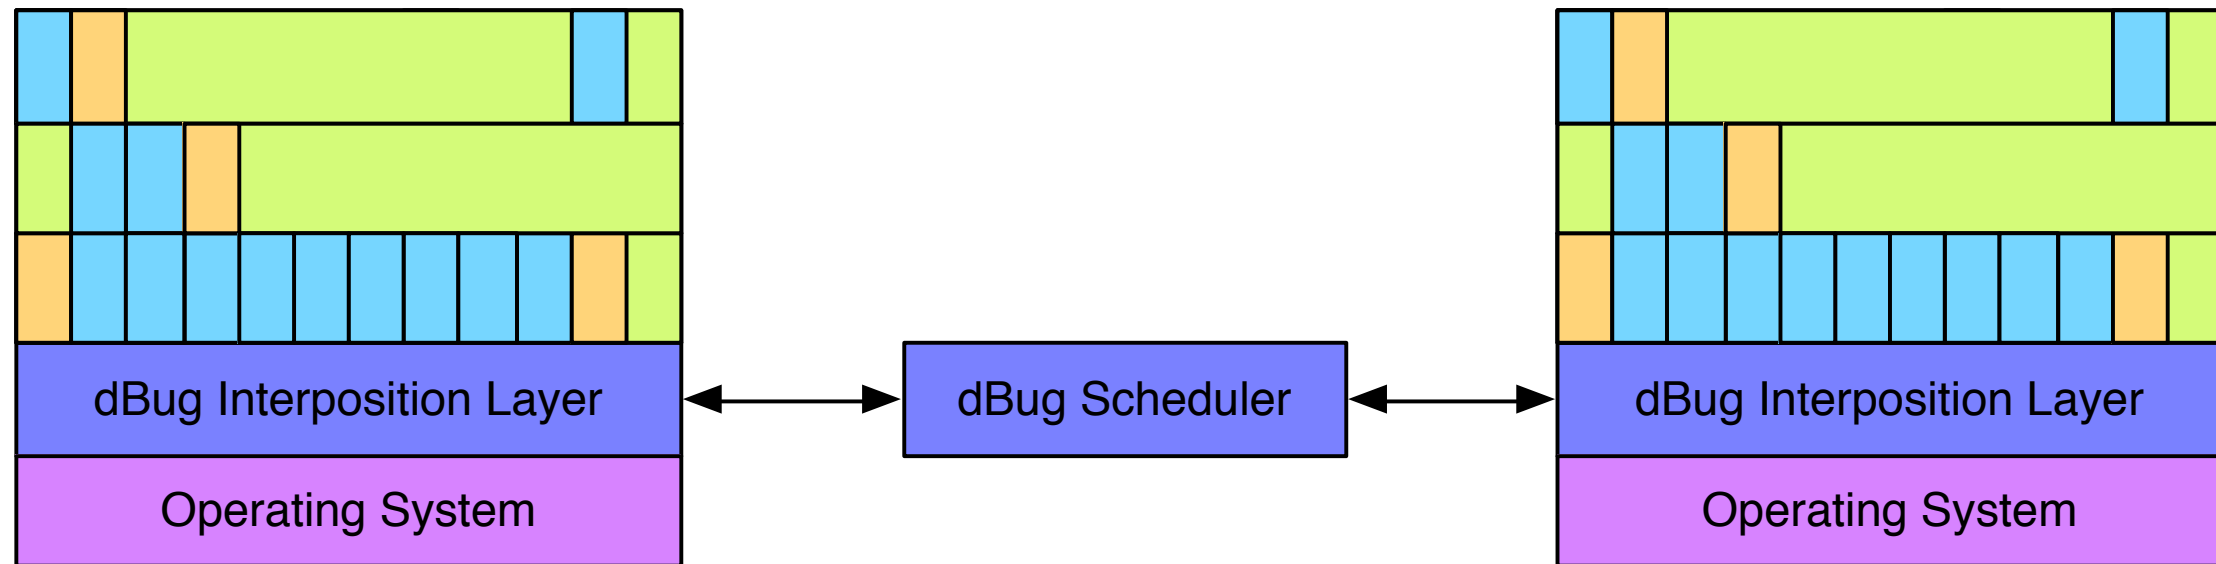 dBug Interposition Layer
dBug Scheduler
dBug Interposition Layer
Operating System
Operating System